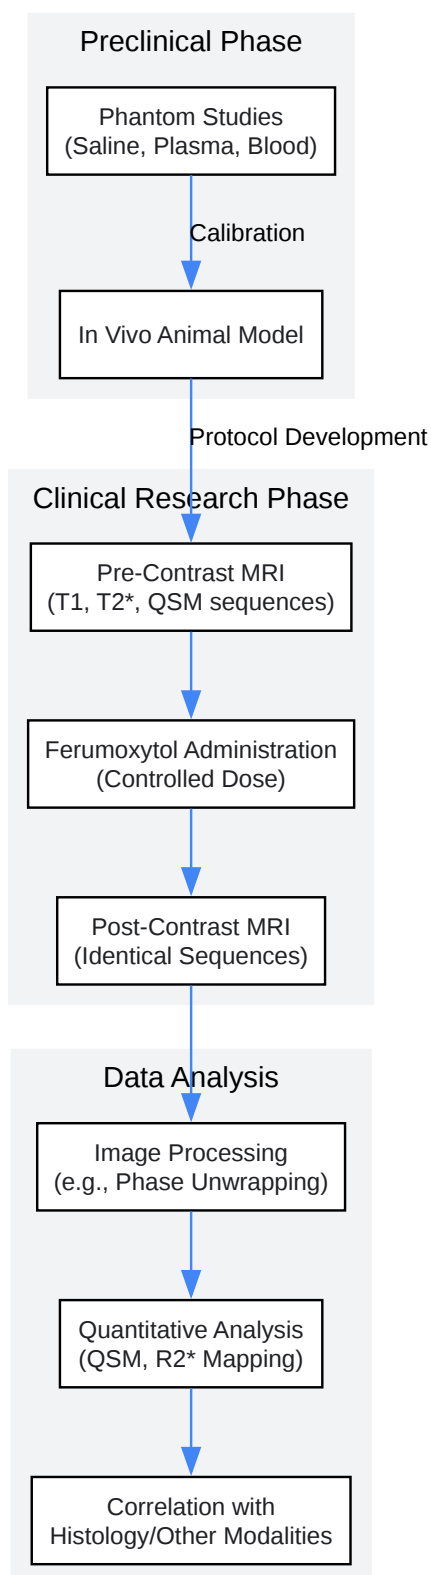 Preclinical Phase
Phantom Studies
(Saline, Plasma, Blood)
Calibration
In Vivo Animal Model
Protocol Development
Clinical Research Phase
Pre-Contrast MRI
(T1, T2*, QSM sequences)
Ferumoxytol Administration
(Controlled Dose)
Post-Contrast MRI
(Identical Sequences)
Data Analysis
Image Processing
(e.g., Phase Unwrapping)
Quantitative Analysis
(QSM, R2* Mapping)
Correlation with
Histology/Other Modalities